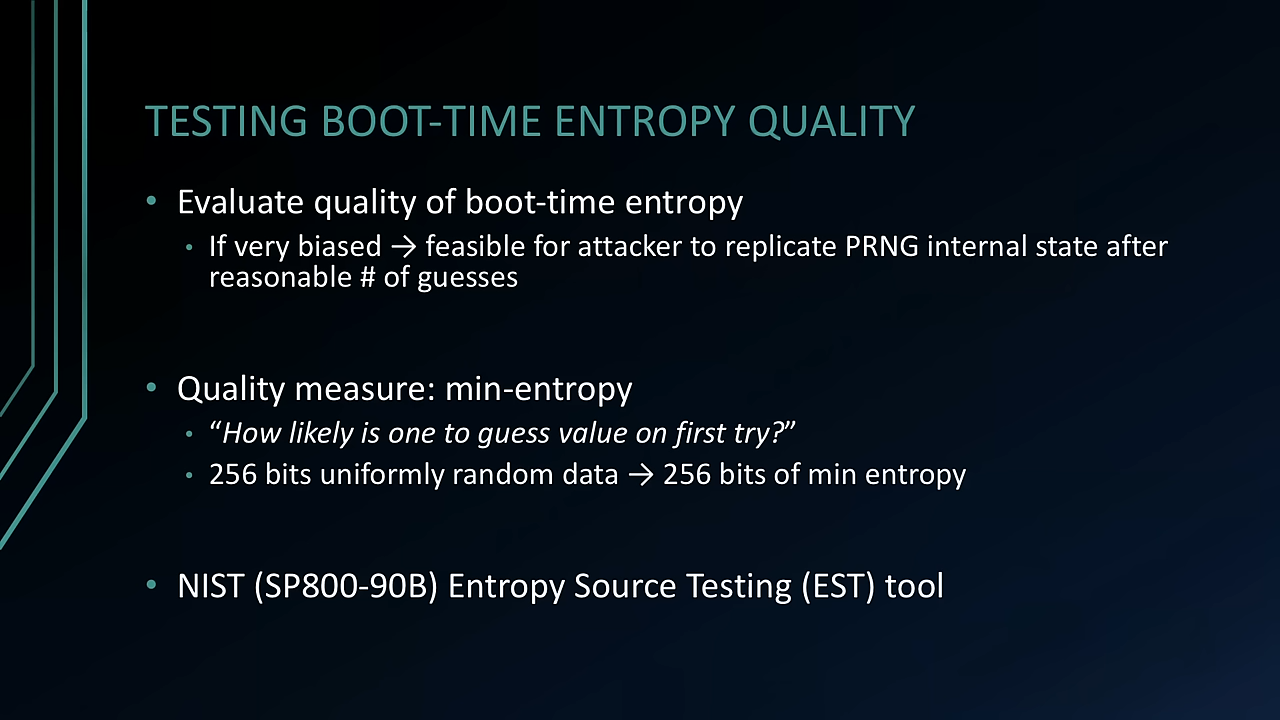 TESTING BOOT-TIME ENTROPY QUALITY
• Evaluate quality of boot-time entropy
• If very biased → feasible for attacker to replicate PRNG internal state after
reasonable # of guesses
• Quality measure: min-entropy
• “How likely is one to guess value on first try?”
• 256 bits uniformly random data → 256 bits of min entropy
• NIST (SP800-90B) Entropy Source Testing (EST) tool